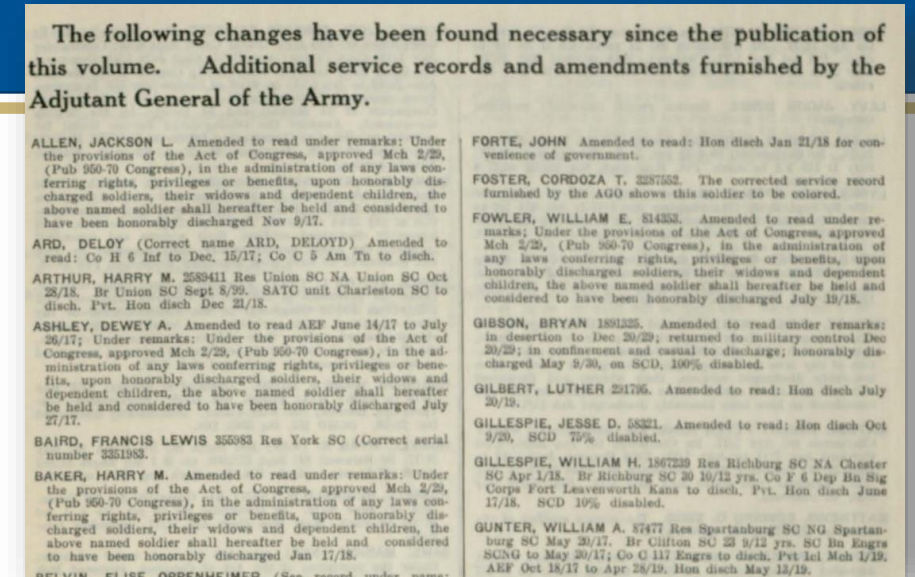 The following changes have been found necessary since the publication of
this volume. Additional service records and amendments furnished by the
Adjutant General of the Army.
ALLEN, JACKSON L. Amended to read under remarks: Under
the provisions of the Act of Congress, approved Mch 2/29,
(Pub 950-70 Congress), in the administration of any laws con-
ferring rights, privileges or benefits, upon honorably dis-
charged soldiers, their widows and dependent children, the
above named soldier shall hereafter be held and considered to
have been honorably discharged Nov 9/17.
ARD, DELOY (Correct name ARD, DELOYD) Amended to
read: Co H 6 Inf to Dec. 15/17; Co C 5 Am Tn to disch.
ARTHUR, HARRY M. 2589411 Res Union SC NA Union SC Oct
28/18. Br Union SC Sept 8/99. SATC unit Charleston SC to
disch. Pvt. Hon disch Dec 21/18.
ASHLEY, DEWEY A. Amended to read AEF June 14/17 to July
26/17; Under remarks: Under the provisions of the Act of
Congress, approved Mch 2/29, (Pub 950-70 Congress), in the ad-
ministration of any laws conferring rights, privileges or bene-
fits, upon honorably discharged soldiers, their widows and
dependent children, the above named soldier shall hereafter
be held and considered to have been honorably discharged July
27/17.
BAIRD, FRANCIS LEWIS 355983 Res York SC (Correct serial
number 3351983.
BAKER, HARRY M. Amended to read under remarks: Under
the provisions of the Act of Congress, approved Mch 2/29,
(Pub 950-70 Congress), in the administration of any laws con-
ferring rights, privileges or benefits, upon honorably dis-
charged soldiers, their widows and dependent children, the
above named soldier shall hereafter be held and considered
to have been honorably discharged Jan 17/18.
FORTE, JOHN Amended to read: Hon disch Jan 21/18 for con-
venience of government.
FOSTER, CORDOZA T. 3287552. The corrected service record
furnished by the AGO shows this soldier to be colored.
FOWLER, WILLIAM E. 814353. Amended to read under re-
marks; Under the provisions of the Act of Congress, approved
Mch 2/29, (Pub 950-70 Congress), in the administration of
any laws conferring rights, privileges or benefits, upon
honorably discharged soldiers, their widows and dependent
children, the above named soldier shall hereafter be held and
considered to have been honorably discharged July 19/18.
GIBSON, BRYAN 1891325. Amended to read under remarks:
in desertion to Dec 20/29; returned to military control Dec
20/29; in confinement and casual to discharge; honorably dis-
charged May 9/30, on SCD, 100% disabled.
GILBERT, LUTHER 291795. Amended to read: Hon disch July
20/19.
GILLESPIE, JESSE D. 58321. Amended to read: Hon disch Oct
9/20, SCD 75% disabled.
GILLESPIE, WILLIAM H. 1867239 Res Richburg SC NA Chester
SC Apr 1/18. Br Richburg SC 30 10/12 yrs. Co F 6 Dep Bn Sig
Corps Fort Leavenworth Kans to disch. Pvt. Hon disch June
17/18. SCD 10% disabled.
GUNTER, WILLIAM A. 87477 Res Spartanburg SC NG Spartan-
burg SC May 20/17. Br Clifton SC 23 9/12 yrs. SC Bn Engrs
SCNG to May 20/17; Co C 117 Engrs to disch. Pvt 1cl Mch 1/19.
AEF Oct 18/17 to Apr 28/19. Hon disch May 13/19.